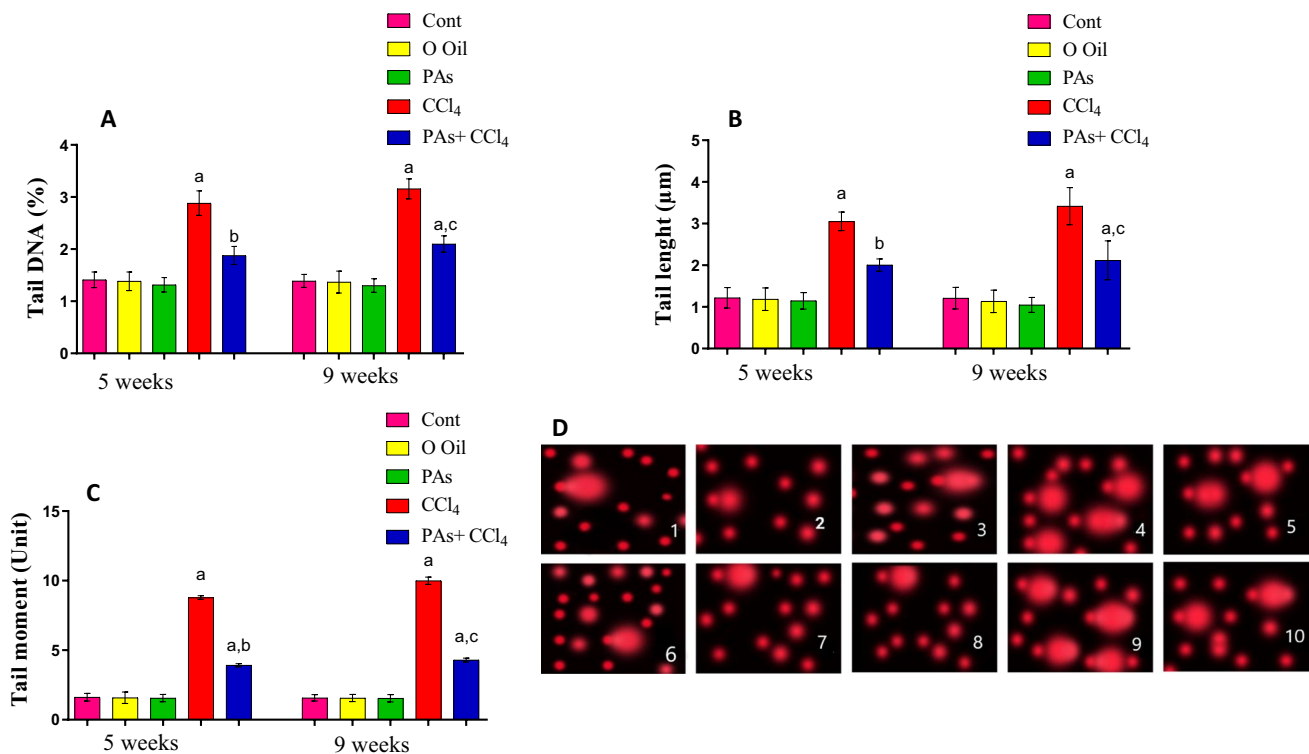 Cont
O Oil
PAs
CCl4
PAs+ CCl4
A
Tail DNA (%)
4
3
2
1
0
a
b
a
a,c
5 weeks
9 weeks
Cont
O Oil
PAs
CCl4
PAs+ CCl4
B
Tail lenght (µm)
5
4
3
2
1
0
a
b
a
a,c
5 weeks
9 weeks
Cont
O Oil
PAs
CCl4
PAs+ CCl4
C
Tail moment (Unit)
15
10
5
0
a
a,b
a
a,c
5 weeks
9 weeks
D
1
2
3
4
5
6
7
8
9
10